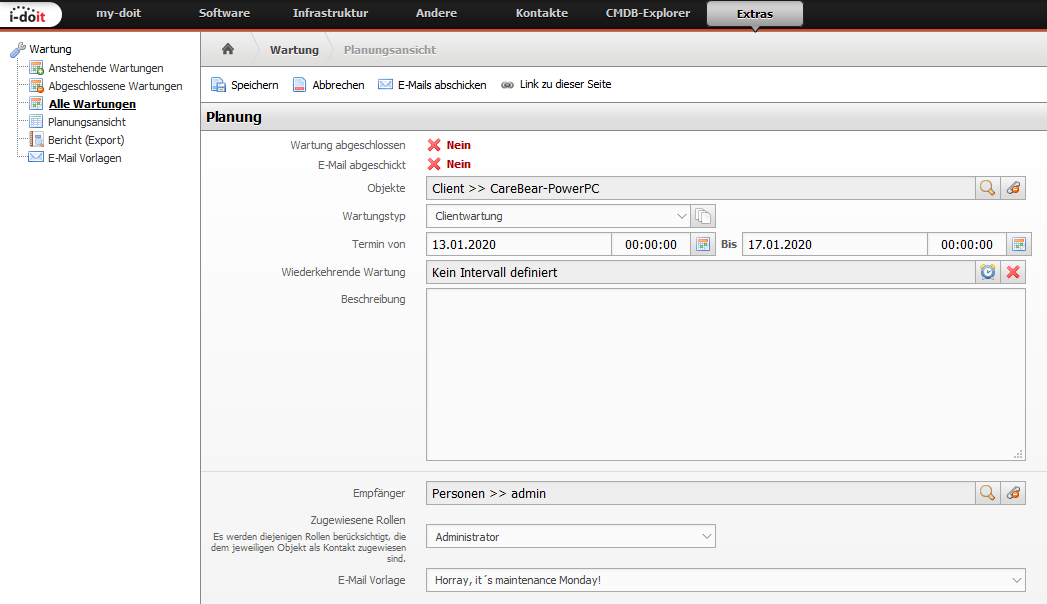 i-doit
my-doit Software Infrastruktur Andere Kontakte CMDB-Explorer Extras
Wartung
Anstehende Wartungen
Abgeschlossene Wartungen
Alle Wartungen
Planungsansicht
Bericht (Export)
E-Mail Vorlagen
Wartung Planungsansicht
Speichern Abbrechen E-Mails abschicken Link zu dieser Seite
Planung
Wartung abgeschlossen Nein
E-Mail abgeschickt Nein
Objekte Client >> CareBear-PowerPC
Wartungstyp Clientwartung
Termin von 13.01.2020 00:00:00 Bis 17.01.2020 00:00:00
Wiederkehrende Wartung Kein Intervall definiert
Beschreibung
Empfänger Personen >> admin
Zugewiesene Rollen
Es werden diejenigen Rollen berücksichtigt, die
dem jeweiligen Objekt als Kontakt zugewiesen
sind.
Administrator
E-Mail Vorlage Horray, it´s maintenance Monday!